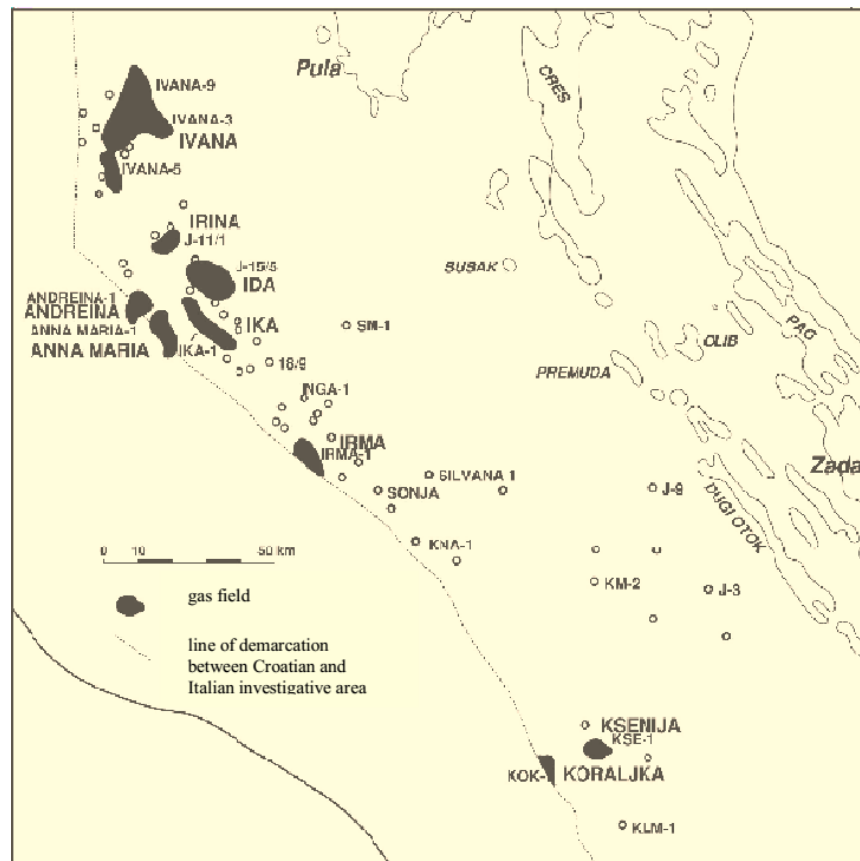 Pula
CRES
IVANA-9
IVANA-3
IVANA
IVANA-5
IRINA
J-11/1
J-15/5
IDA
SUSAK
ANDREINA-1
ANDREINA
ANNA MARIA-1
ANNA MARIA
IKA
IKA-1
SM-1
18/9
PAG
OLIB
PREMUDA
INGA-1
IRMA
IRMA-1
Zada
SILVANA 1
SONJA
J-9
DUGI OTOK
KNA-1
0 10 50 km
KM-2
J-3
gas field
line of demarcation
between Croatian and
Italian investigative area
KSENIJA
KSE-1
KOK-1
KORALJKA
KLM-1